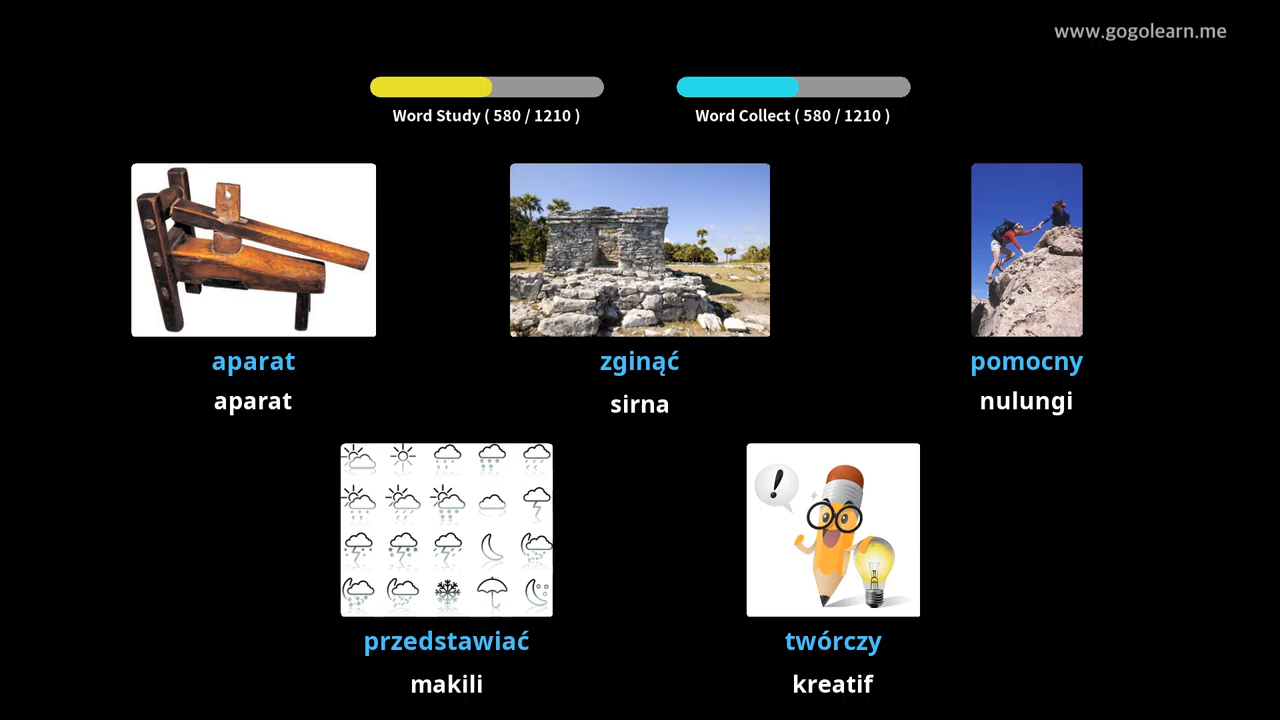 www.gogolearn.me
Word Study ( 580 / 1210 )
Word Collect ( 580 / 1210 )
aparat
aparat
zginąć
sirna
pomocny
nulungi
przedstawiać
makili
twórczy
kreatif